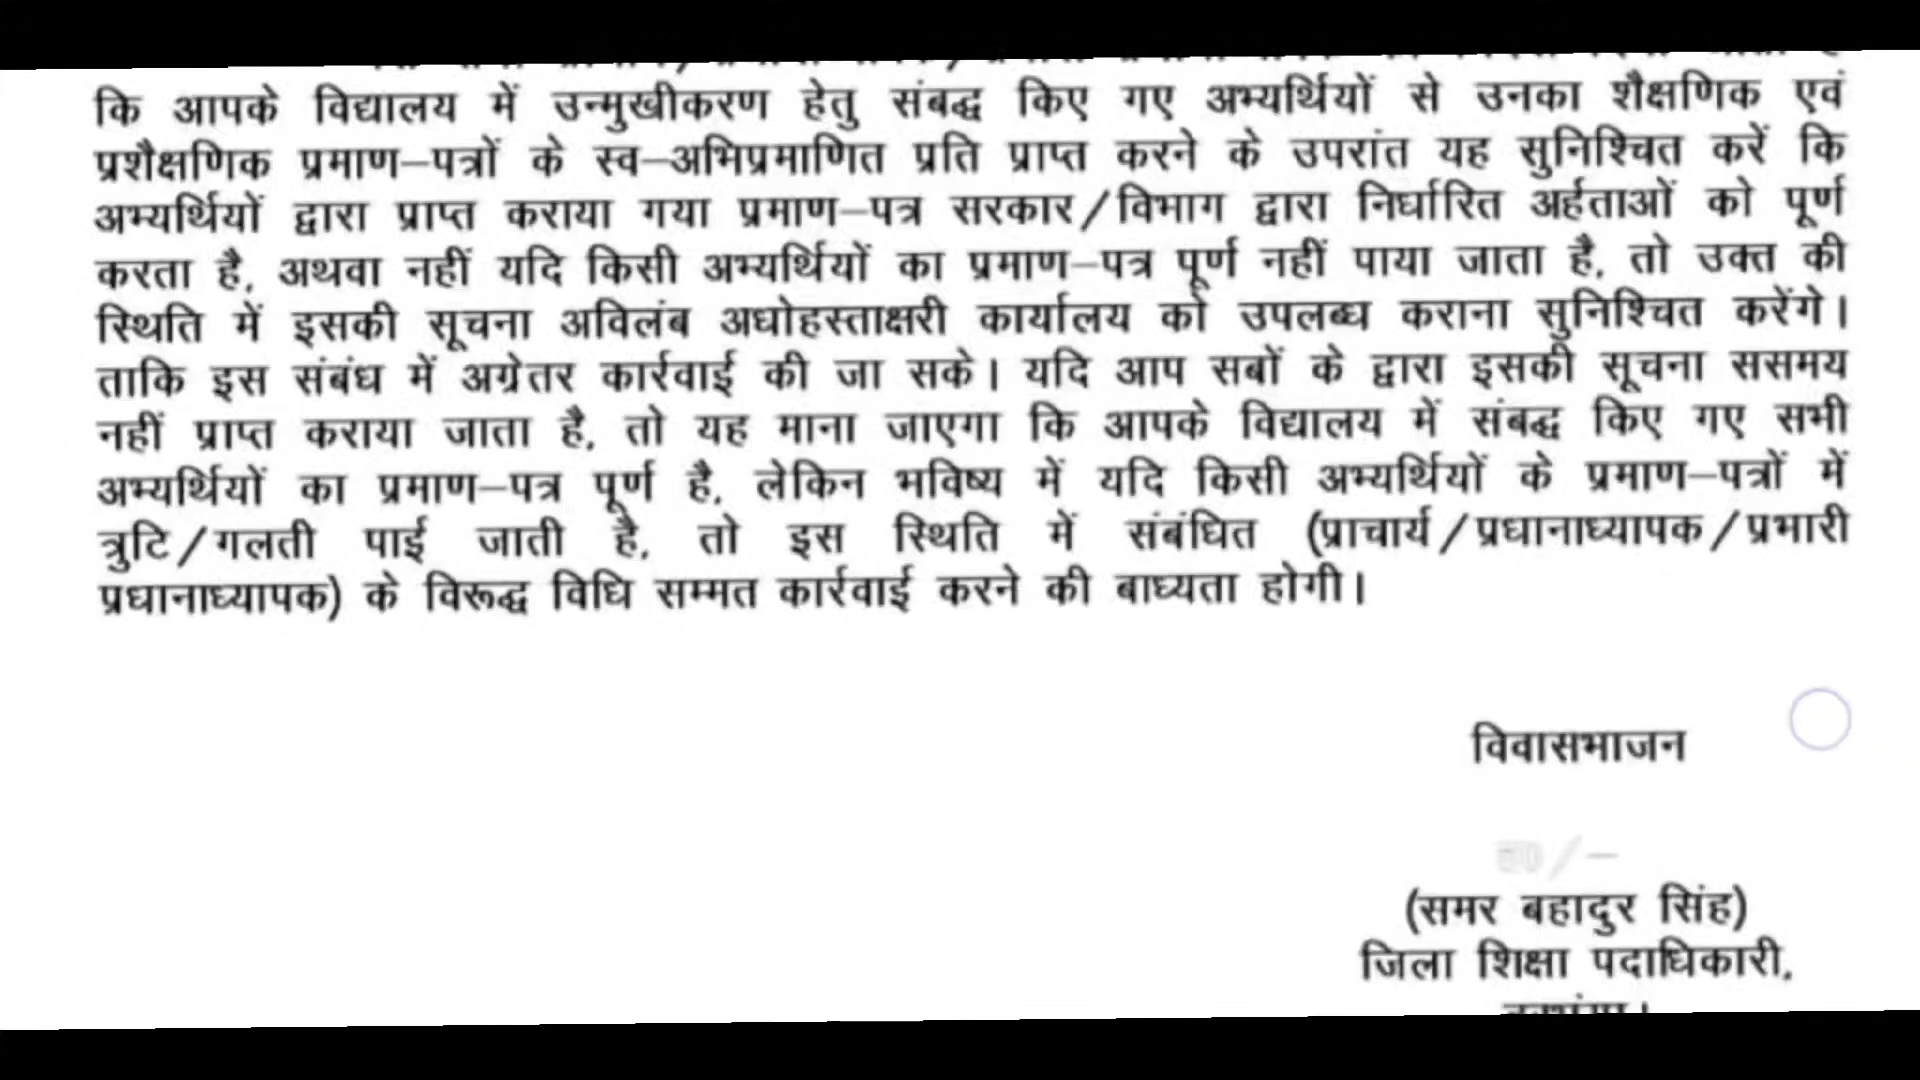 कि आपके विद्यालय में उन्मुखीकरण हेतु संबद्ध किए गए अभ्यर्थियों से उनका शैक्षणिक एवं
प्रशैक्षणिक प्रमाण–पत्रों के स्व–अभिप्रमाणित प्रति प्राप्त करने के उपरांत यह सुनिश्चित करें कि
अभ्यर्थियों द्वारा प्राप्त कराया गया प्रमाण–पत्र सरकार/विभाग द्वारा निर्धारित अर्हताओं को पूर्ण
करता है, अथवा नहीं यदि किसी अभ्यर्थियों का प्रमाण–पत्र पूर्ण नहीं पाया जाता है, तो उक्त की
स्थिति में इसकी सूचना अविलंब अधोहस्ताक्षरी कार्यालय को उपलब्ध कराना सुनिश्चित करेंगे।
ताकि इस संबंध में अग्रेतर कार्रवाई की जा सके। यदि आप सबों के द्वारा इसकी सूचना ससमय
नहीं प्राप्त कराया जाता है, तो यह माना जाएगा कि आपके विद्यालय में संबद्ध किए गए सभी
अभ्यर्थियों का प्रमाण–पत्र पूर्ण है, लेकिन भविष्य में यदि किसी अभ्यर्थियों के प्रमाण–पत्रों में
त्रुटि/गलती पाई जाती है, तो इस स्थिति में संबंधित (प्राचार्य/प्रधानाध्यापक/प्रभारी
प्रधानाध्यापक) के विरूद्ध विधि सम्मत कार्रवाई करने की बाध्यता होगी।
विवासभाजन
(समर बहादुर सिंह)
जिला शिक्षा पदाधिकारी,